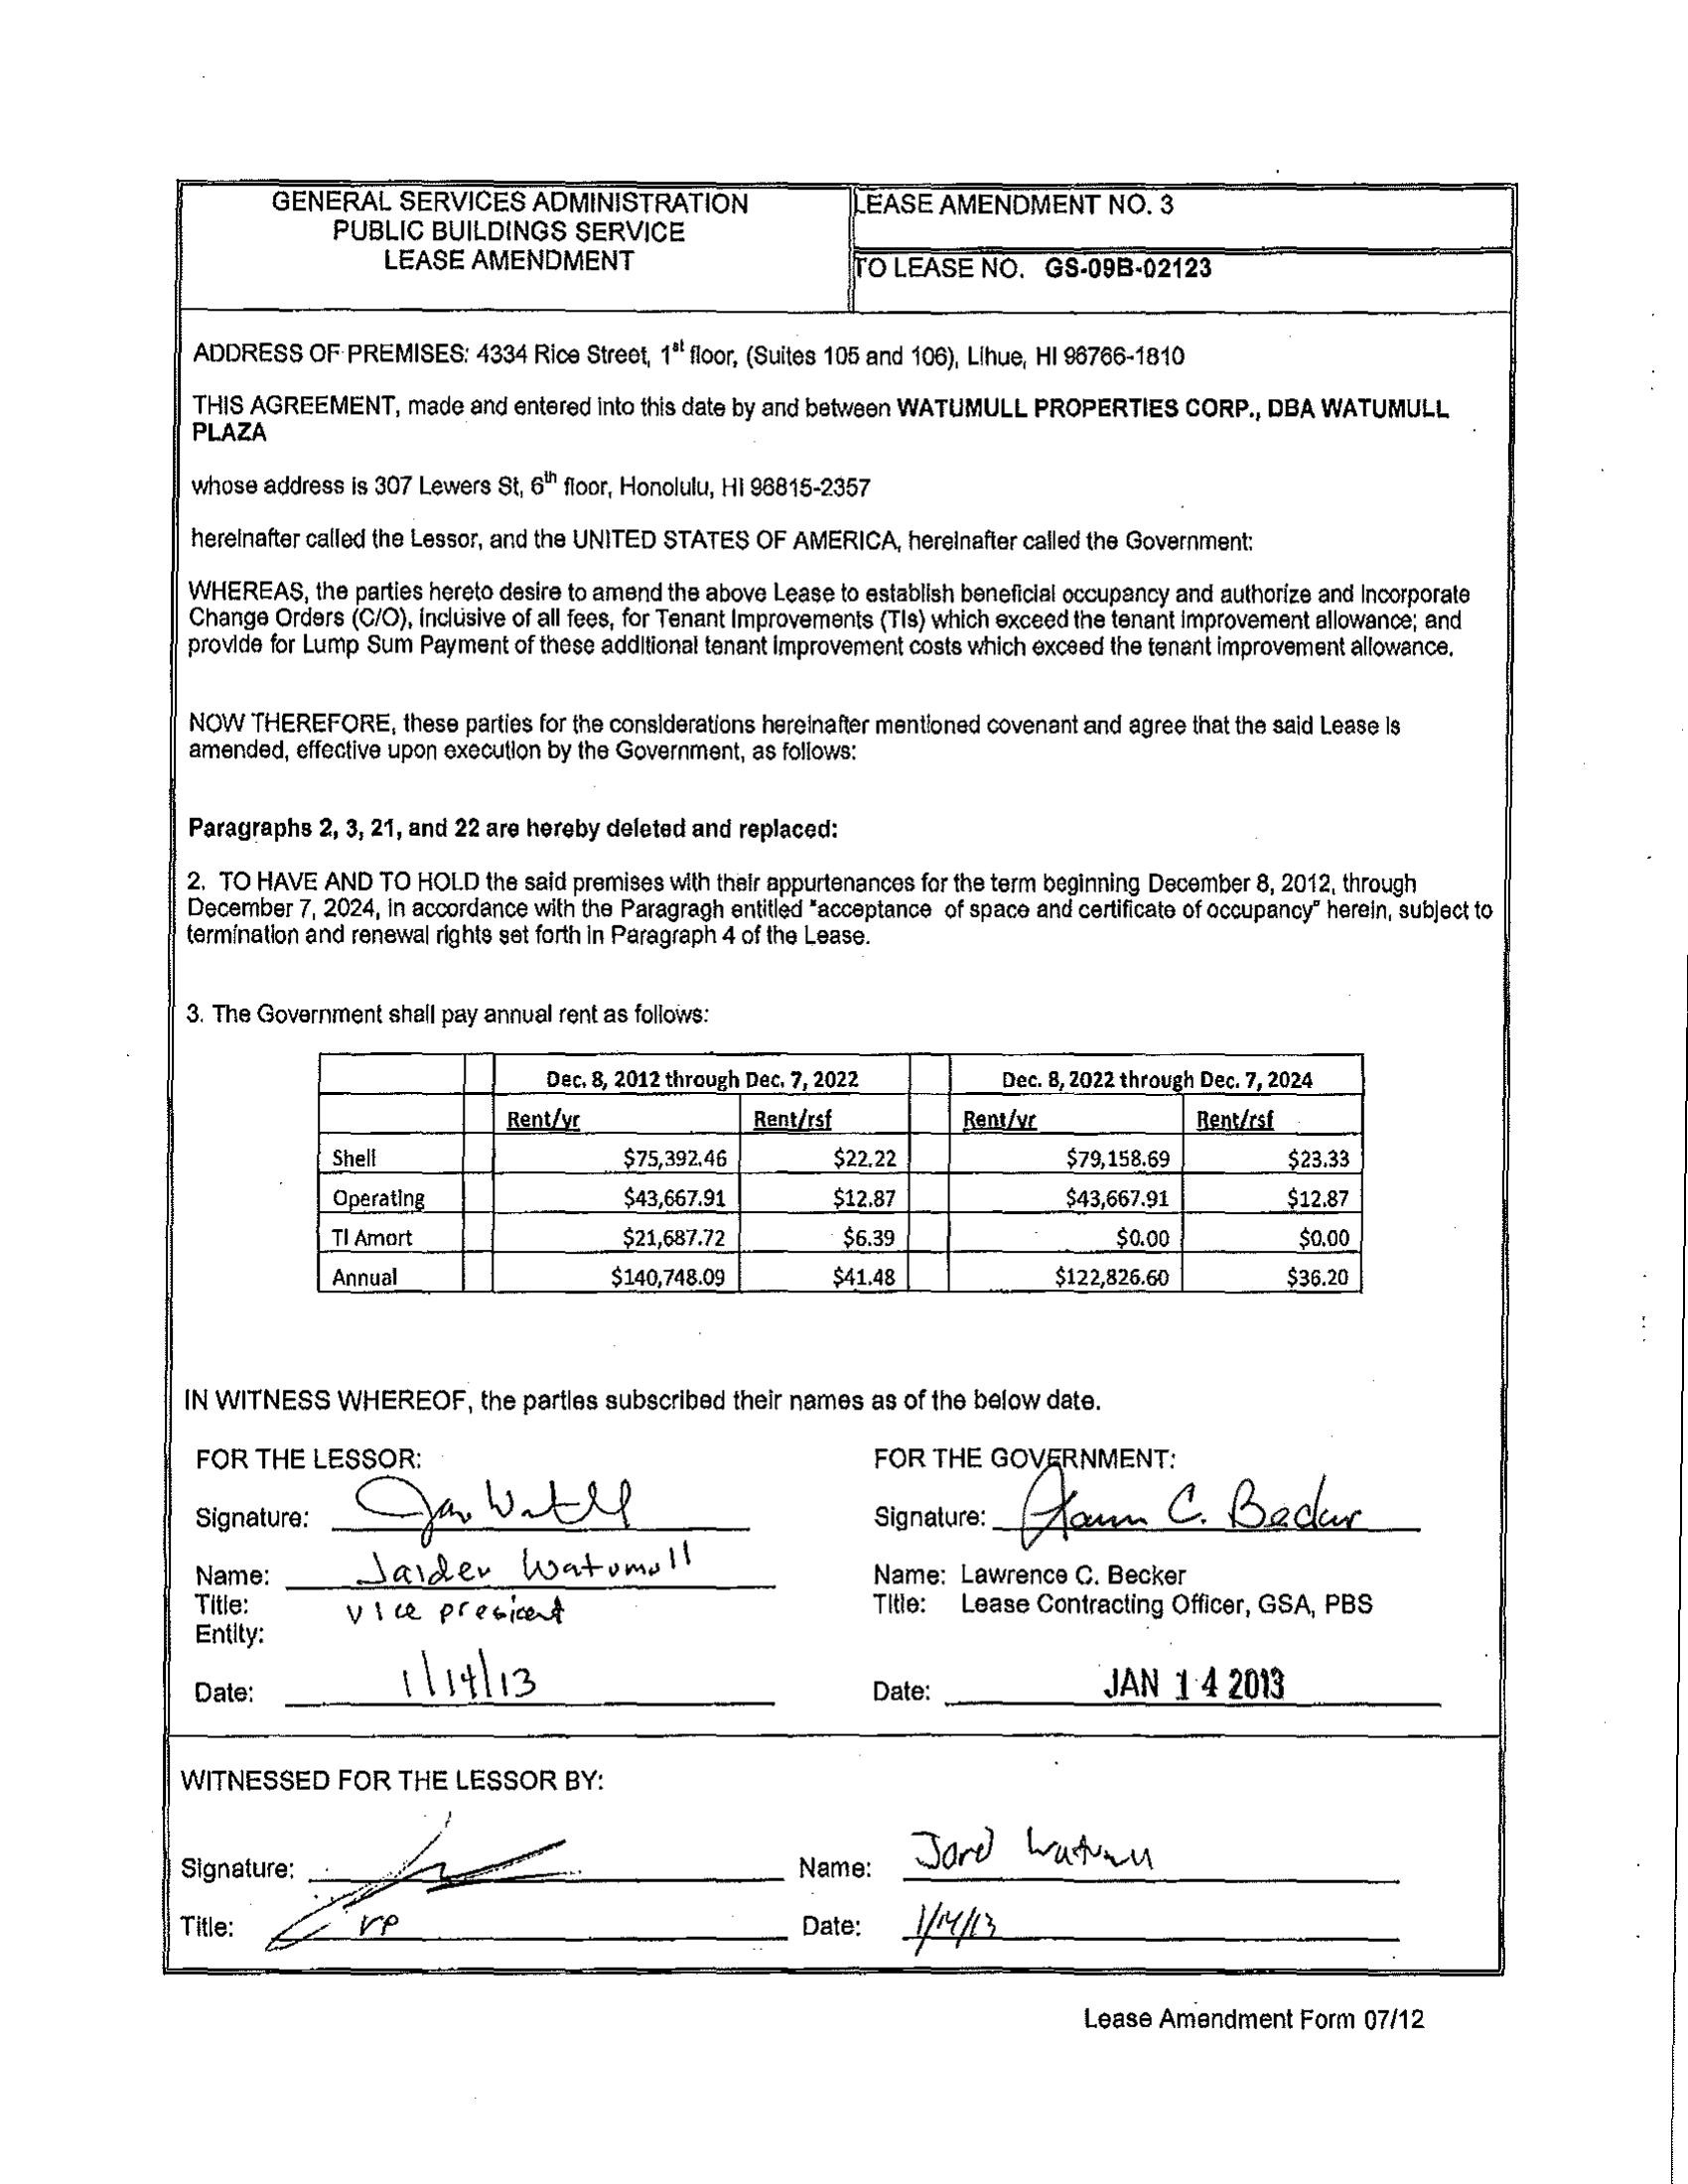 GENERAL SERVICES ADMINISTRATION
PUBLIC BUILDINGS SERVICE
LEASE AMENDMENT
LEASE AMENDMENT NO. 3
TO LEASE NO. GS-09B-02123
ADDRESS OF PREMISES: 4334 Rice Street, 1st floor, (Suites 105 and 106), Lihue, HI 96766-1810
THIS AGREEMENT, made and entered into this date by and between WATUMULL PROPERTIES CORP., DBA WATUMULL
PLAZA
whose address is 307 Lewers St, 6th floor, Honolulu, HI 96815-2357
hereinafter called the Lessor, and the UNITED STATES OF AMERICA, hereinafter called the Government:
WHEREAS, the parties hereto desire to amend the above Lease to establish beneficial occupancy and authorize and Incorporate
Change Orders (C/O), inclusive of all fees, for Tenant Improvements (TIs) which exceed the tenant improvement allowance; and
provide for Lump Sum Payment of these additional tenant improvement costs which exceed the tenant improvement allowance.
NOW THEREFORE, these parties for the considerations hereinafter mentioned covenant and agree that the said Lease is
amended, effective upon execution by the Government, as follows:
Paragraphs 2, 3, 21, and 22 are hereby deleted and replaced:
2. TO HAVE AND TO HOLD the said premises with their appurtenances for the term beginning December 8, 2012, through
December 7, 2024, in accordance with the Paragragh entitled "acceptance of space and certificate of occupancy" herein, subject to
termination and renewal rights set forth in Paragraph 4 of the Lease.
3. The Government shall pay annual rent as follows:
Dec. 8, 2012 through Dec. 7, 2022 Dec. 8, 2022 through Dec. 7, 2024
Rent/yr Rent/rsf Rent/yr Rent/rsf
Shell $75,392.46 $22.22 $79,158.69 $23.33
Operating $43,667.91 $12.87 $43,667.91 $12.87
TI Amort $21,687.72 $6.39 $0.00 $0.00
Annual $140,748.09 $41.48 $122,826.60 $36.20
IN WITNESS WHEREOF, the parties subscribed their names as of the below date.
FOR THE LESSOR:
Signature:
Name: Jaiden Watumull
Title: vice president
Entity:
Date: 1/14/13
FOR THE GOVERNMENT:
Signature: C. Becker
Name: Lawrence C. Becker
Title: Lease Contracting Officer, GSA, PBS
Date: JAN 14 2013
WITNESSED FOR THE LESSOR BY:
Signature: Name: Watumull
Title: VP Date: 1/14/13
Lease Amendment Form 07/12